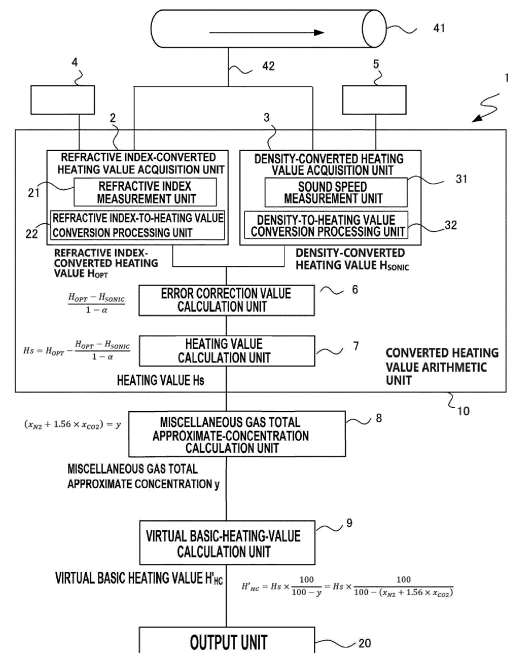 41
42
4
5
1
2
3
REFRACTIVE INDEX-CONVERTED
HEATING VALUE ACQUISITION UNIT
21
REFRACTIVE INDEX
MEASUREMENT UNIT
22
REFRACTIVE INDEX-TO-HEATING VALUE
CONVERSION PROCESSING UNIT
DENSITY-CONVERTED HEATING
VALUE ACQUISITION UNIT
SOUND SPEED
MEASUREMENT UNIT
31
DENSITY-TO-HEATING VALUE
CONVERSION PROCESSING UNIT
32
REFRACTIVE INDEX-
CONVERTED HEATING
VALUE H_OPT
DENSITY-CONVERTED
HEATING VALUE H_SONIC
(H_OPT − H_SONIC)/(1 − α)
ERROR CORRECTION VALUE
CALCULATION UNIT
6
Hs = H_OPT − (H_OPT − H_SONIC)/(1 − α)
HEATING VALUE
CALCULATION UNIT
7
HEATING VALUE Hs
CONVERTED HEATING
VALUE ARITHMETIC
UNIT
10
(x_N2 + 1.56 × x_CO2) = y
MISCELLANEOUS GAS TOTAL
APPROXIMATE-CONCENTRATION
CALCULATION UNIT
8
MISCELLANEOUS GAS TOTAL
APPROXIMATE CONCENTRATION y
VIRTUAL BASIC-HEATING-VALUE
CALCULATION UNIT
9
VIRTUAL BASIC HEATING VALUE H'_HC
H'_HC = Hs × 100/(100 − y) = Hs × 100/(100 − (x_N2 + 1.56 × x_CO2))
OUTPUT UNIT
20